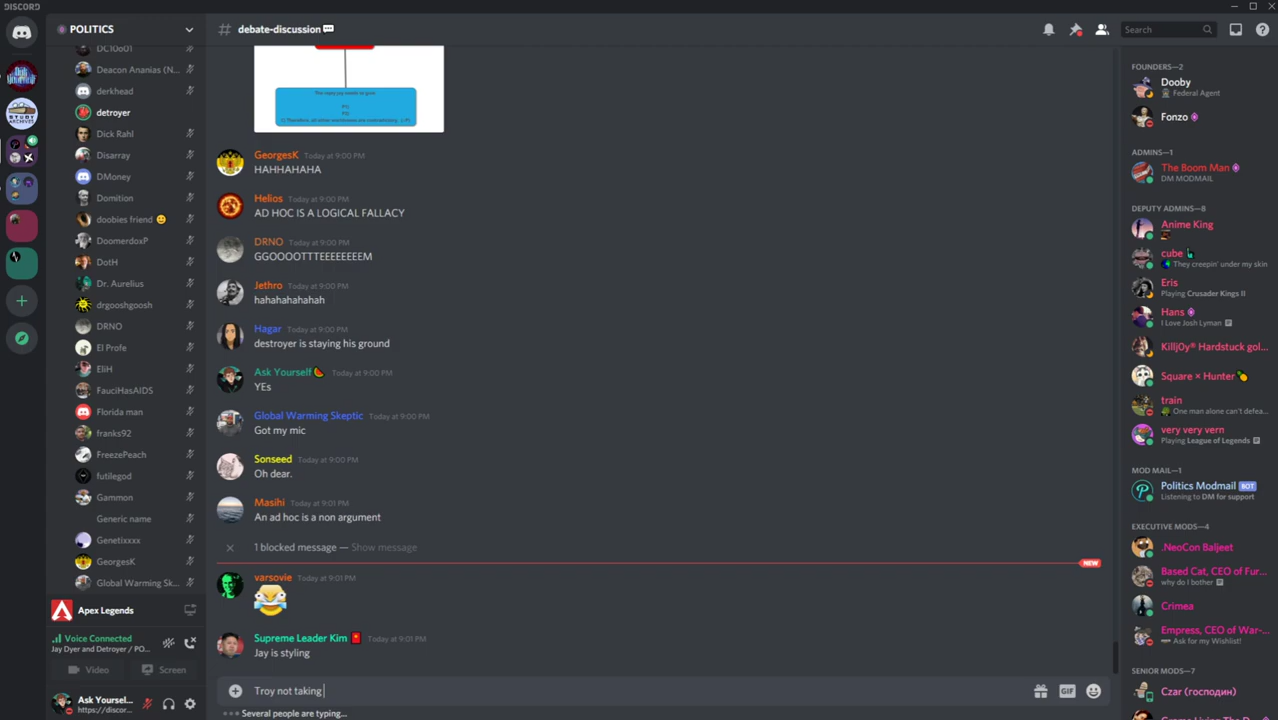 DISCORD
POLITICS
DC10o01
Deacon Ananias (N...
derkhead
detroyer
Dick Rahl
Disarray
DMoney
Domition
doobies friend
DoomerdoxP
DotH
Dr. Aurelius
drgooshgoosh
DRNO
El Profe
EliH
FauciHasAIDS
Florida man
franks92
FreezePeach
futilegod
Gammon
Generic name
Genetixxxx
GeorgesK
Global Warming Sk...
Apex Legends
Voice Connected
Jay Dyer and Detroyer / PO...
Video
Screen
Ask Yoursel...
https://discor...
# debate-discussion
GeorgesK Today at 9:00 PM
HAHHAHAHA
Helios Today at 9:00 PM
AD HOC IS A LOGICAL FALLACY
DRNO Today at 9:00 PM
GGOOOOTTTEEEEEEEM
Jethro Today at 9:00 PM
hahahahahahah
Hagar Today at 9:00 PM
destroyer is staying his ground
Ask Yourself Today at 9:00 PM
YEs
Global Warming Skeptic Today at 9:00 PM
Got my mic
Sonseed Today at 9:00 PM
Oh dear.
Masihi Today at 9:01 PM
An ad hoc is a non argument
1 blocked message — Show message
NEW
varsovie Today at 9:01 PM
Supreme Leader Kim Today at 9:01 PM
Jay is styling
Troy not taking
GIF
Several people are typing...
Search
FOUNDERS—2
Dooby
Federal Agent
Fonzo
ADMINS—1
The Boom Man
DM MODMAIL
DEPUTY ADMINS—8
Anime King
cube
They creepin' under my skin
Eris
Playing Crusader Kings II
Hans
I Love Josh Lyman
Killj0y® Hardstuck gol...
Square × Hunter
train
One man alone can't defea...
very very vern
Playing League of Legends
MOD MAIL—1
Politics Modmail BOT
Listening to DM for support
EXECUTIVE MODS—4
.NeoCon Baljeet
Based Cat, CEO of Fur...
why do I bother
Crimea
Empress, CEO of War-...
Ask for my Wishlist!
SENIOR MODS—7
Czar (господин)